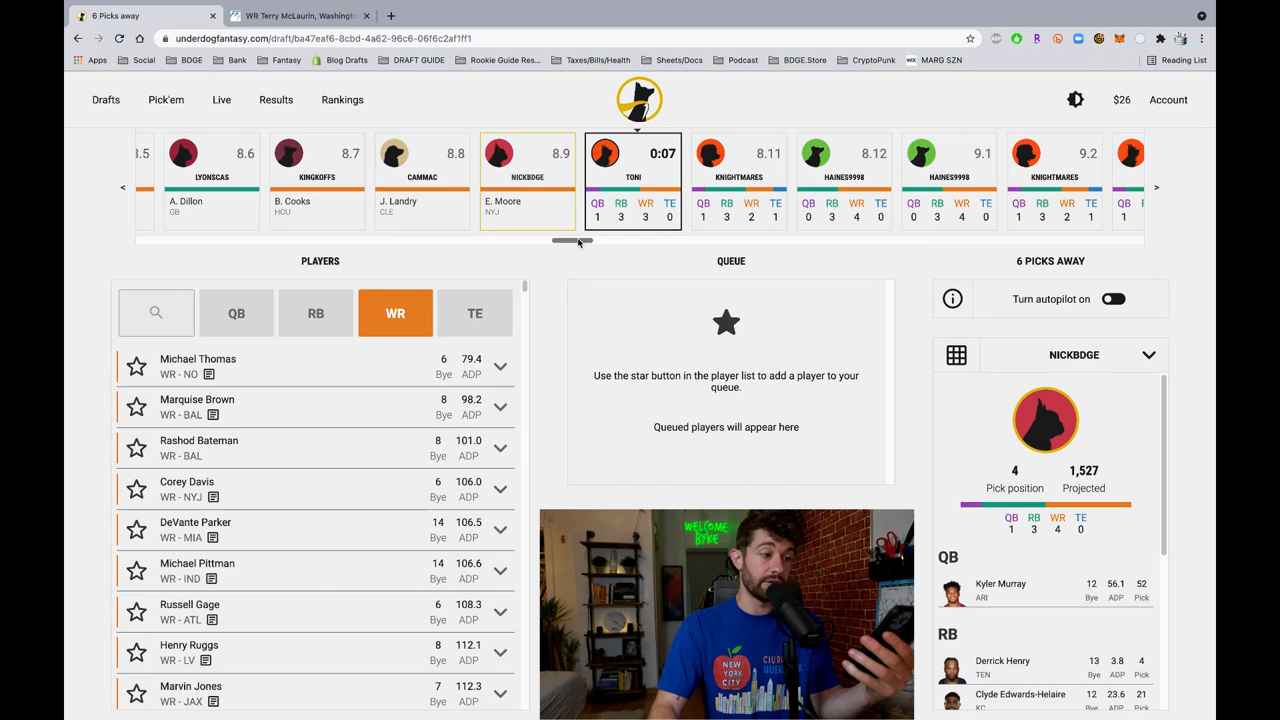 6 Picks away
WR Terry McLaurin, Washingto
underdogfantasy.com/draft/ba47eaf6-8cbd-4a62-96c6-06f6c2af1ff1
Apps Social BDGE Bank Fantasy Blog Drafts DRAFT GUIDE Rookie Guide Res... Taxes/Bills/Health Sheets/Docs Podcast BDGE.Store CryptoPunk WIX MARG SZN Reading List
Drafts Pick'em Live Results Rankings $26 Account
3.5 8.6 8.7 8.8 8.9 0:07 8.11 8.12 9.1 9.2
LYONSCAS KINGKOFFS CAMMAC NICKBDGE TONI KNIGHTMARES HAINES9998 HAINES9998 KNIGHTMARES
A. Dillon B. Cooks J. Landry E. Moore QB RB WR TE QB RB WR TE QB RB WR TE QB RB WR TE QB RB WR TE
GB HOU CLE NYJ 1 3 3 0 1 3 2 1 0 3 4 0 0 3 4 0 1 3 2 1
< >
PLAYERS QUEUE 6 PICKS AWAY
QB RB WR TE
Michael Thomas 6 79.4
WR - NO Bye ADP
Marquise Brown 8 98.2
WR - BAL Bye ADP
Rashod Bateman 8 101.0
WR - BAL Bye ADP
Corey Davis 6 106.0
WR - NYJ Bye ADP
DeVante Parker 14 106.5
WR - MIA Bye ADP
Michael Pittman 14 106.6
WR - IND Bye ADP
Russell Gage 6 108.3
WR - ATL Bye ADP
Henry Ruggs 8 112.1
WR - LV Bye ADP
Marvin Jones 7 112.3
WR - JAX Bye ADP
Use the star button in the player list to add a player to your
queue.
Queued players will appear here
WELCOME
BYKE
NEW
YORK
CITY
Turn autopilot on
NICKBDGE
4 1,527
Pick position Projected
QB RB WR TE
1 3 4 0
QB
Kyler Murray 12 56.1 52
ARI Bye ADP Pick
RB
Derrick Henry 13 3.8 4
TEN Bye ADP Pick
Clyde Edwards-Helaire 12 23.6 21
KC Bye ADP Pick